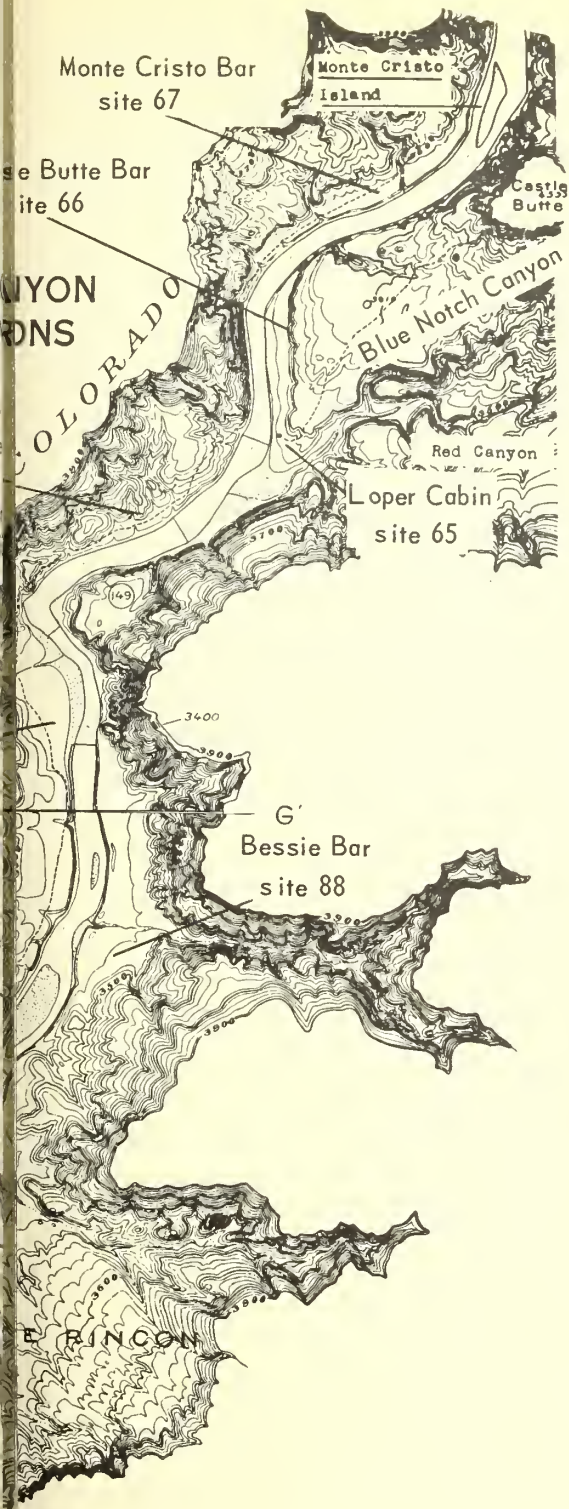 Monte Cristo Bar
site 67
Monte Cristo
Island
se Butte Bar
ite 66
Castle
Butte
NYON
ONS
COLORADO
Blue Notch Canyon
Red Canyon
Loper Cabin
site 65
3700
149
3400
3900
G'
Bessie Bar
site 88
3900
3900
3600
E RINCON